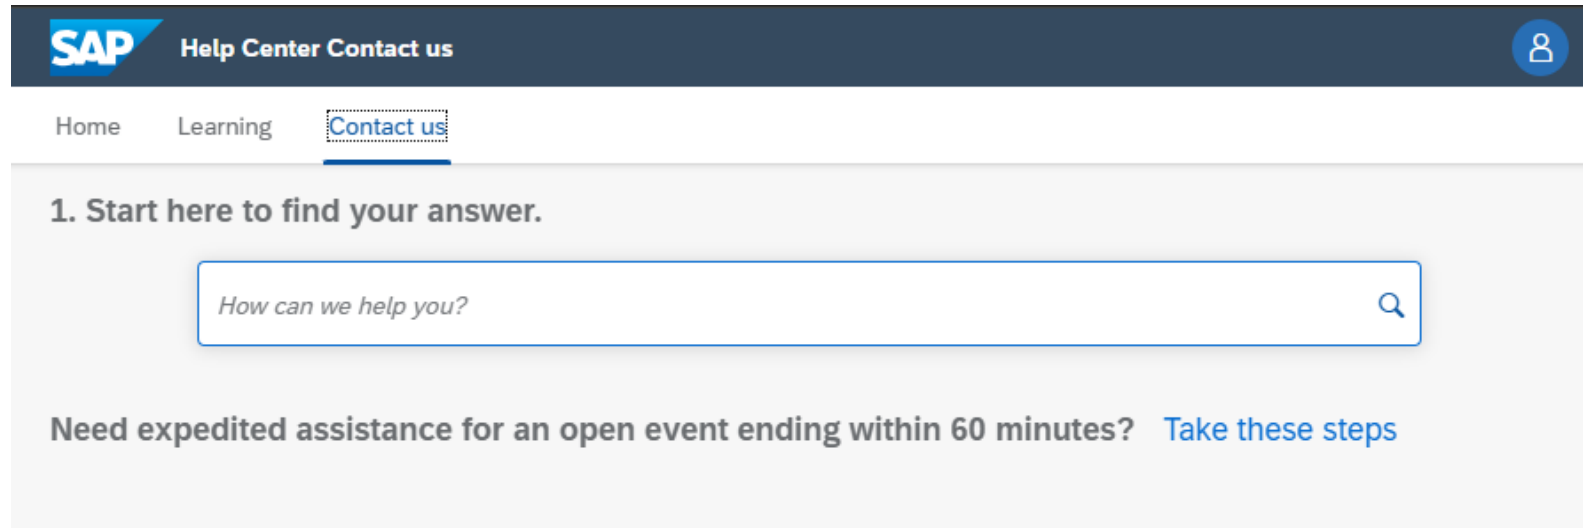 SAP Help Center Contact us
Home Learning Contact us
1. Start here to find your answer.
How can we help you?
Need expedited assistance for an open event ending within 60 minutes? Take these steps